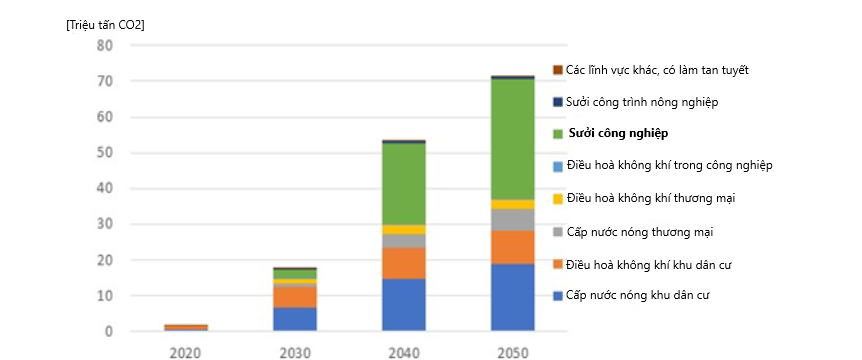 [Triệu tấn CO2]
80
70
60
50
40
30
20
10
0
2020
2030
2040
2050
Các lĩnh vực khác, có làm tan tuyết
Sưởi công trình nông nghiệp
Sưởi công nghiệp
Điều hoà không khí trong công nghiệp
Điều hoà không khí thương mại
Cấp nước nóng thương mại
Điều hoà không khí khu dân cư
Cấp nước nóng khu dân cư